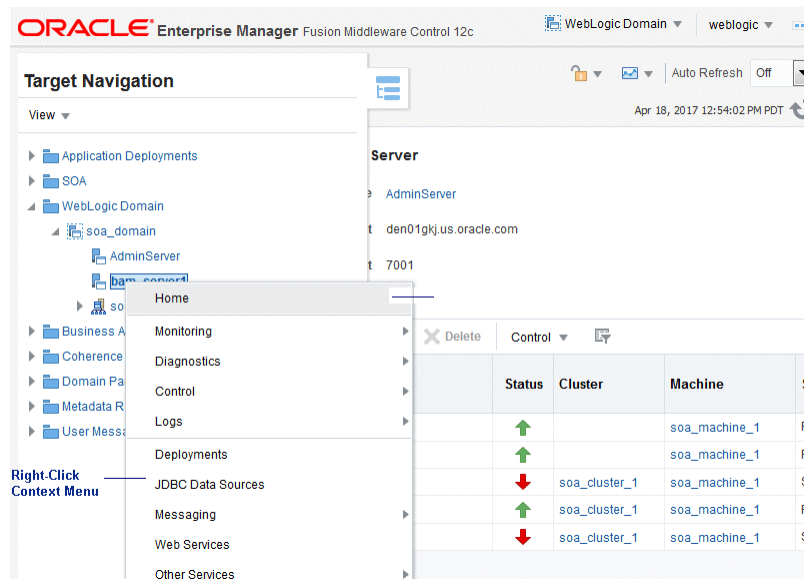 ORACLE® Enterprise Manager Fusion Middleware Control 12c
WebLogic Domain
weblogic
Target Navigation
View
Auto Refresh
Off
Apr 18, 2017 12:54:02 PM PDT
Application Deployments
SOA
WebLogic Domain
soa_domain
AdminServer
bam_server1
so
Business A
Coherence
Domain Pa
Metadata R
User Messa
Server
AdminServer
den01gkj.us.oracle.com
7001
Home
Monitoring
Diagnostics
Control
Logs
Deployments
JDBC Data Sources
Messaging
Web Services
Other Services
Right-Click
Context Menu
Delete
Control
Status Cluster Machine
soa_machine_1
soa_machine_1
soa_cluster_1 soa_machine_1
soa_cluster_1 soa_machine_1
soa_cluster_1 soa_machine_1